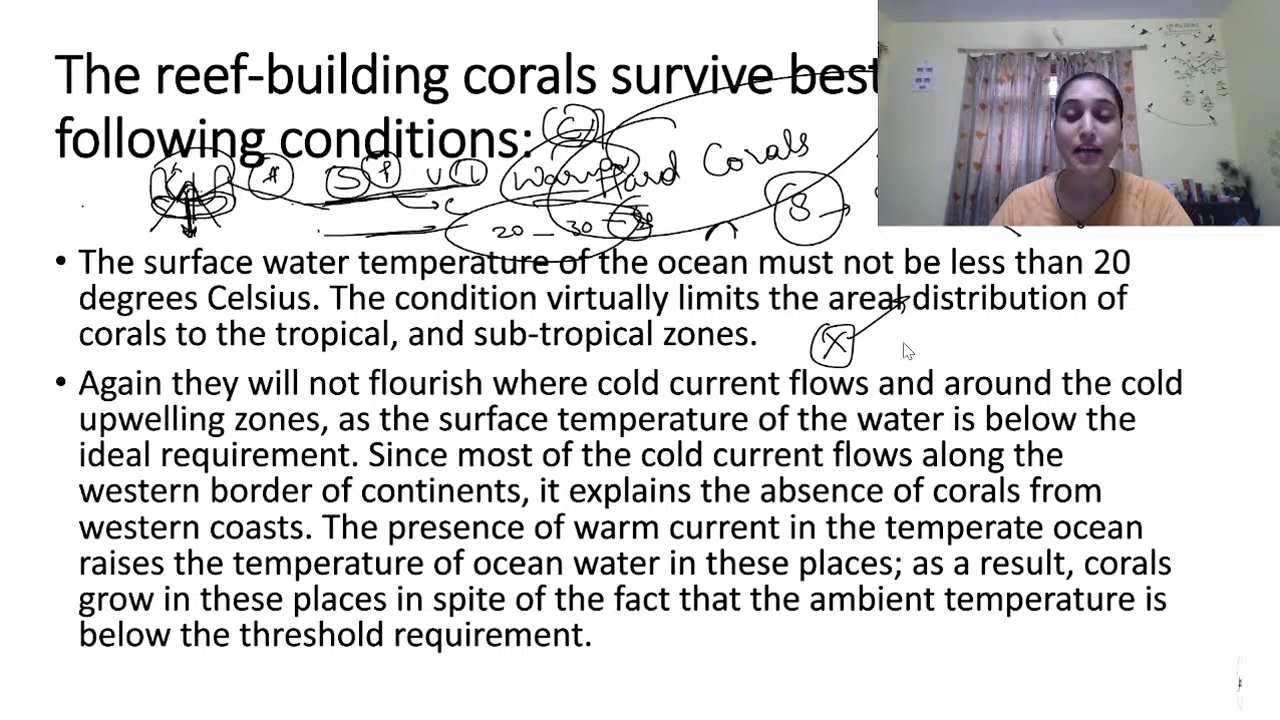 The reef-building corals survive best
following conditions:
Hard Corals
20 - 30
8
• The surface water temperature of the ocean must not be less than 20
degrees Celsius. The condition virtually limits the areal distribution of
corals to the tropical, and sub-tropical zones.
X
• Again they will not flourish where cold current flows and around the cold
upwelling zones, as the surface temperature of the water is below the
ideal requirement. Since most of the cold current flows along the
western border of continents, it explains the absence of corals from
western coasts. The presence of warm current in the temperate ocean
raises the temperature of ocean water in these places; as a result, corals
grow in these places in spite of the fact that the ambient temperature is
below the threshold requirement.